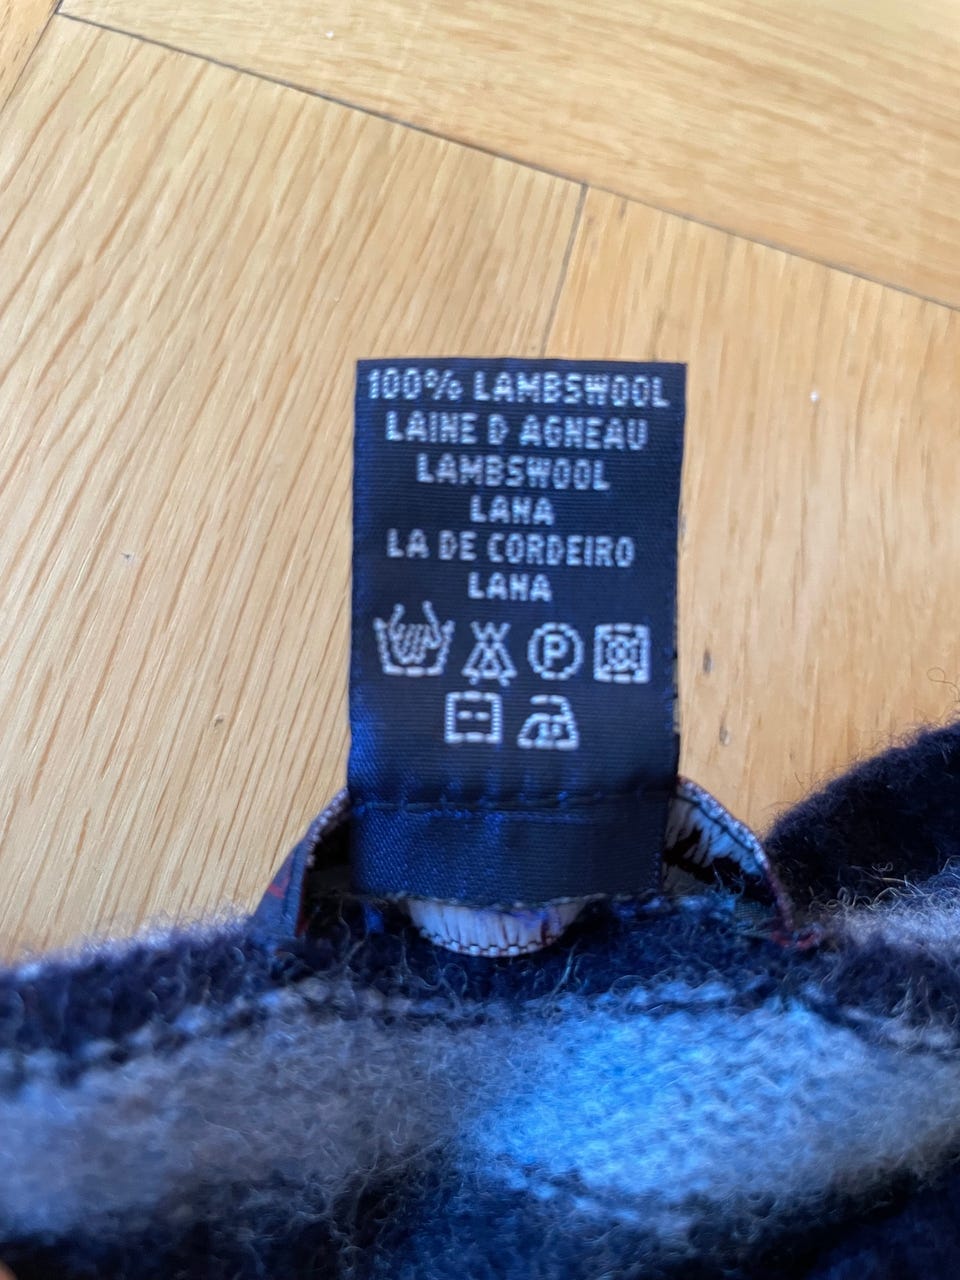 100% LAMBSWOOL
LAINE D AGNEAU
LAMBSWOOL
LANA
LA DE CORDEIRO
LANA
P